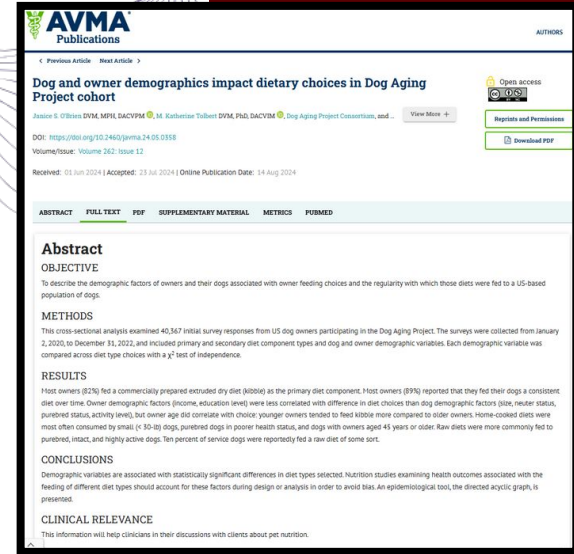 AVMA
Publications
AUTHORS
< Previous Article Next Article >
Dog and owner demographics impact dietary choices in Dog Aging
Project cohort
Open access
Janice S. O'Brien DVM, MPH, DACVPM , M. Katherine Tolbert DVM, PhD, DACVIM , Dog Aging Project Consortium, and ... View More +
Reprints and Permissions
DOI: https://doi.org/10.2460/javma.24.05.0358
Download PDF
Volume/Issue: Volume 262: Issue 12
Received: 01 Jun 2024 | Accepted: 23 Jul 2024 | Online Publication Date: 14 Aug 2024
ABSTRACT FULL TEXT PDF SUPPLEMENTARY MATERIAL METRICS PUBMED
Abstract
OBJECTIVE
To describe the demographic factors of owners and their dogs associated with owner feeding choices and the regularity with which those diets were fed to a US-based
population of dogs.
METHODS
This cross-sectional analysis examined 40,367 initial survey responses from US dog owners participating in the Dog Aging Project. The surveys were collected from January
2, 2020, to December 31, 2022, and included primary and secondary diet component types and dog and owner demographic variables. Each demographic variable was
compared across diet type choices with a χ² test of independence.
RESULTS
Most owners (82%) fed a commercially prepared extruded dry diet (kibble) as the primary diet component. Most owners (89%) reported that they fed their dogs a consistent
diet over time. Owner demographic factors (income, education level) were less correlated with difference in diet choices than dog demographic factors (size, neuter status,
purebred status, activity level), but owner age did correlate with choice: younger owners tended to feed kibble more compared to older owners. Home-cooked diets were
most often consumed by small (< 30-lb) dogs, purebred dogs in poorer health status, and dogs with owners aged 45 years or older. Raw diets were more commonly fed to
purebred, intact, and highly active dogs. Ten percent of service dogs were reportedly fed a raw diet of some sort.
CONCLUSIONS
Demographic variables are associated with statistically significant differences in diet types selected. Nutrition studies examining health outcomes associated with the
feeding of different diet types should account for these factors during design or analysis in order to avoid bias. An epidemiological tool, the directed acyclic graph, is
presented.
CLINICAL RELEVANCE
This information will help clinicians in their discussions with clients about pet nutrition.